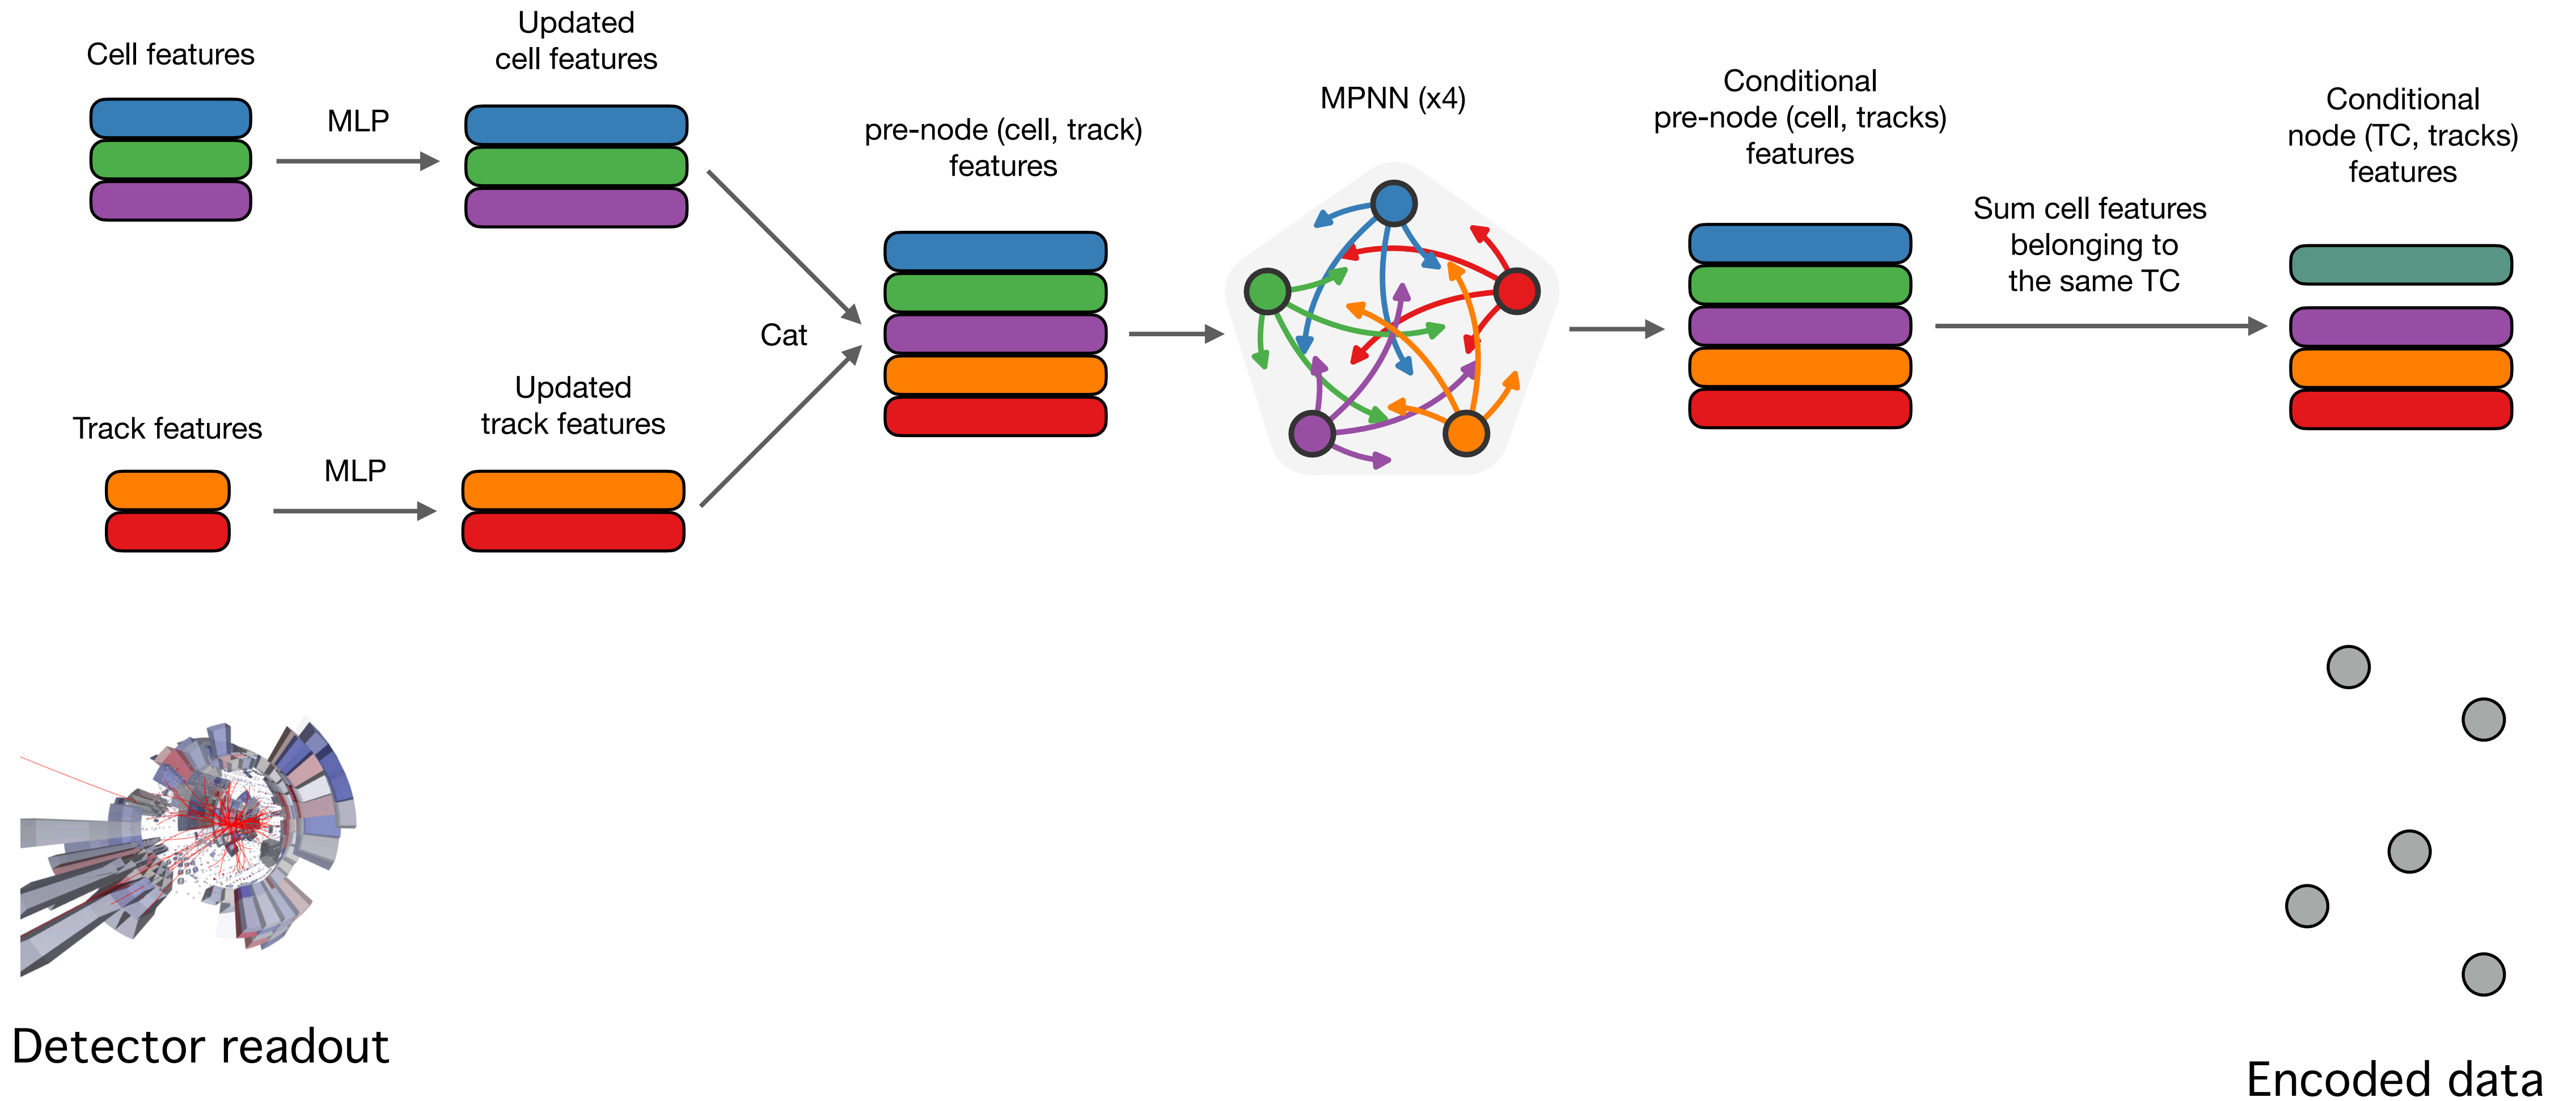 Cell features
MLP
Updated
cell features
Track features
MLP
Updated
track features
Cat
pre-node (cell, track)
features
MPNN (x4)
Conditional
pre-node (cell, tracks)
features
Sum cell features
belonging to
the same TC
Conditional
node (TC, tracks)
features
Detector readout
Encoded data